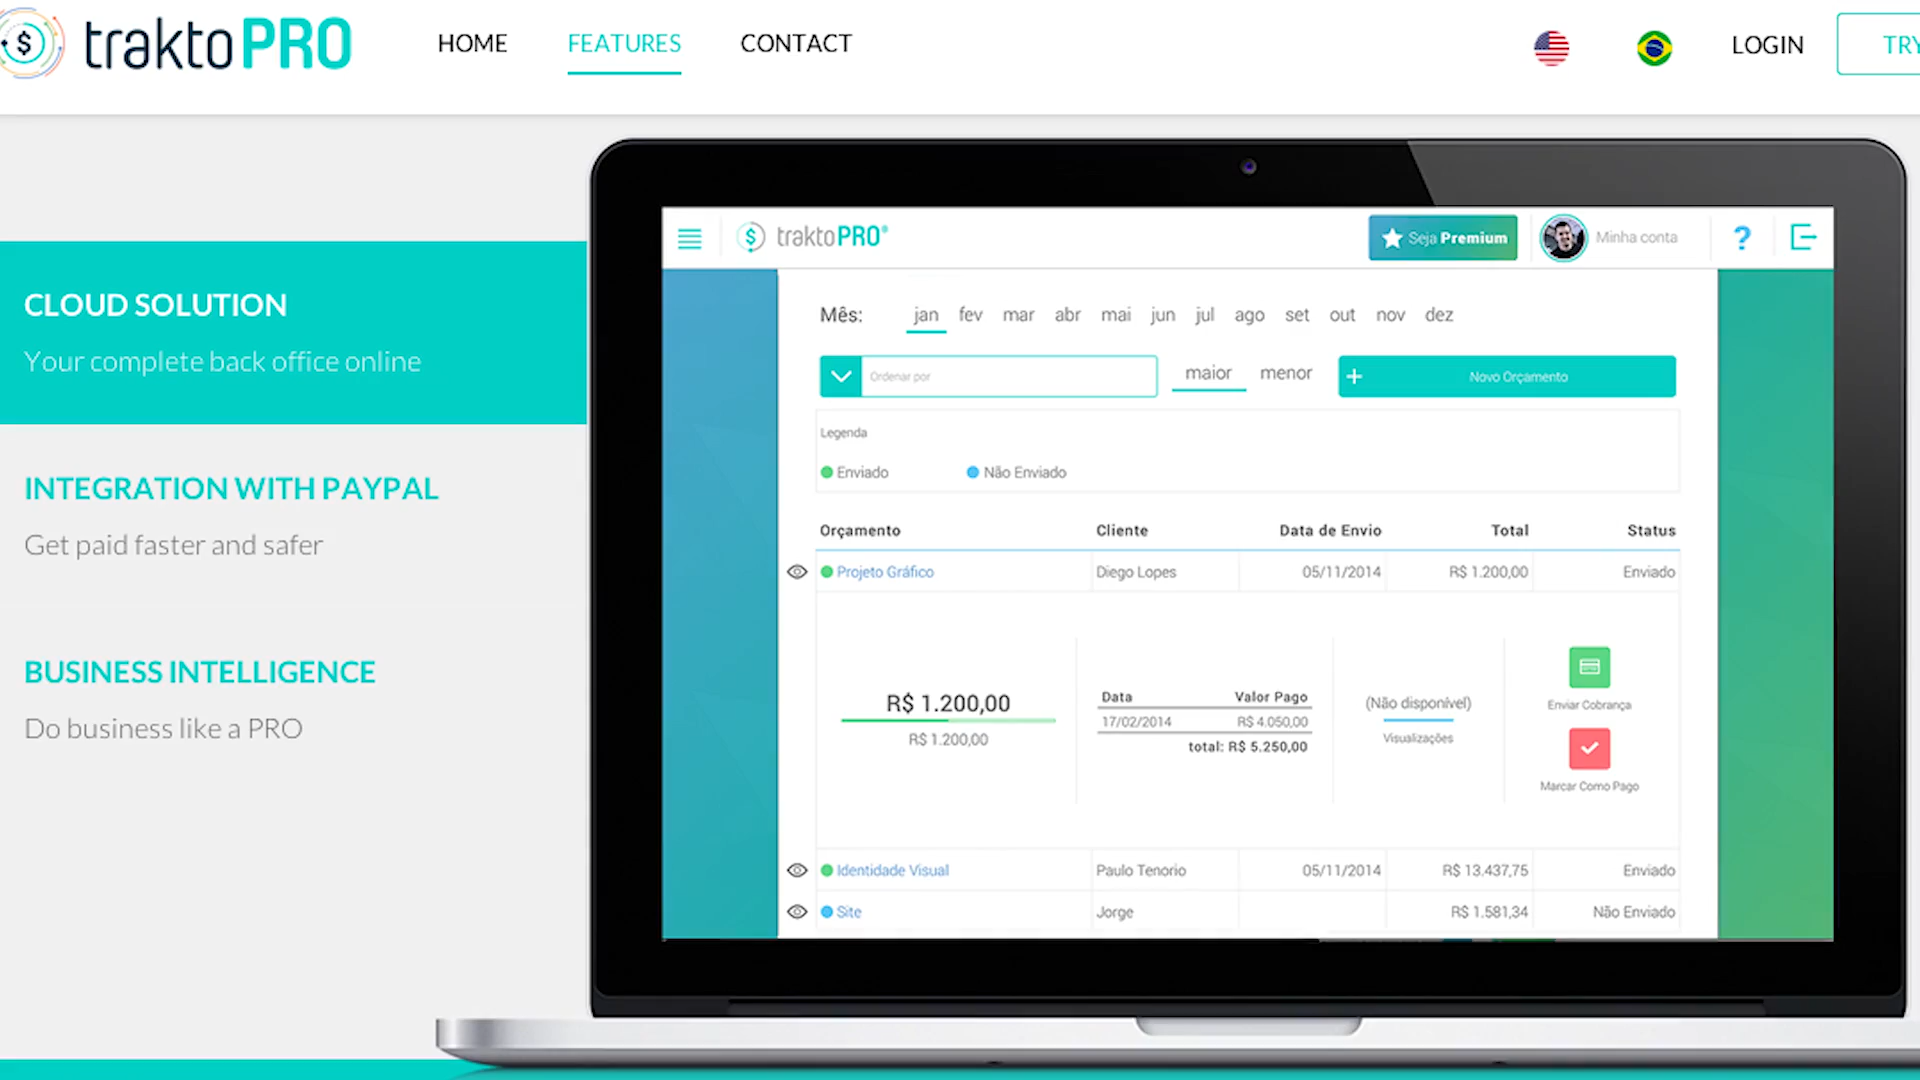 traktoPRO
HOME FEATURES CONTACT
LOGIN
CLOUD SOLUTION
Your complete back office online
INTEGRATION WITH PAYPAL
Get paid faster and safer
BUSINESS INTELLIGENCE
Do business like a PRO
traktoPRO®
Seja Premium
Minha conta
?
Mês: jan fev mar abr mai jun jul ago set out nov dez
Ordenar por
maior menor
+ Novo Orçamento
Legenda
Enviado Não Enviado
Orçamento Cliente Data de Envio Total Status
Projeto Gráfico Diego Lopes 05/11/2014 R$ 1.200,00 Enviado
R$ 1.200,00
R$ 1.200,00
Data Valor Pago
17/02/2014 R$ 4.050,00
total: R$ 5.250,00
(Não disponível)
Visualizações
Enviar Cobrança
Marcar Como Pago
Identidade Visual Paulo Tenorio 05/11/2014 R$ 13.437,75 Enviado
Site Jorge R$ 1.581,34 Não Enviado